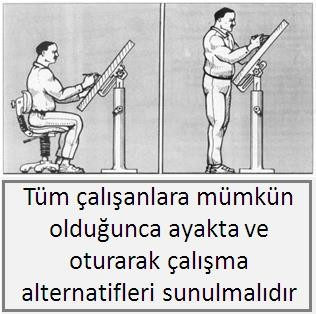 Tüm çalışanlara mümkün
olduğunca ayakta ve
oturarak çalışma
alternatifleri sunulmalıdır